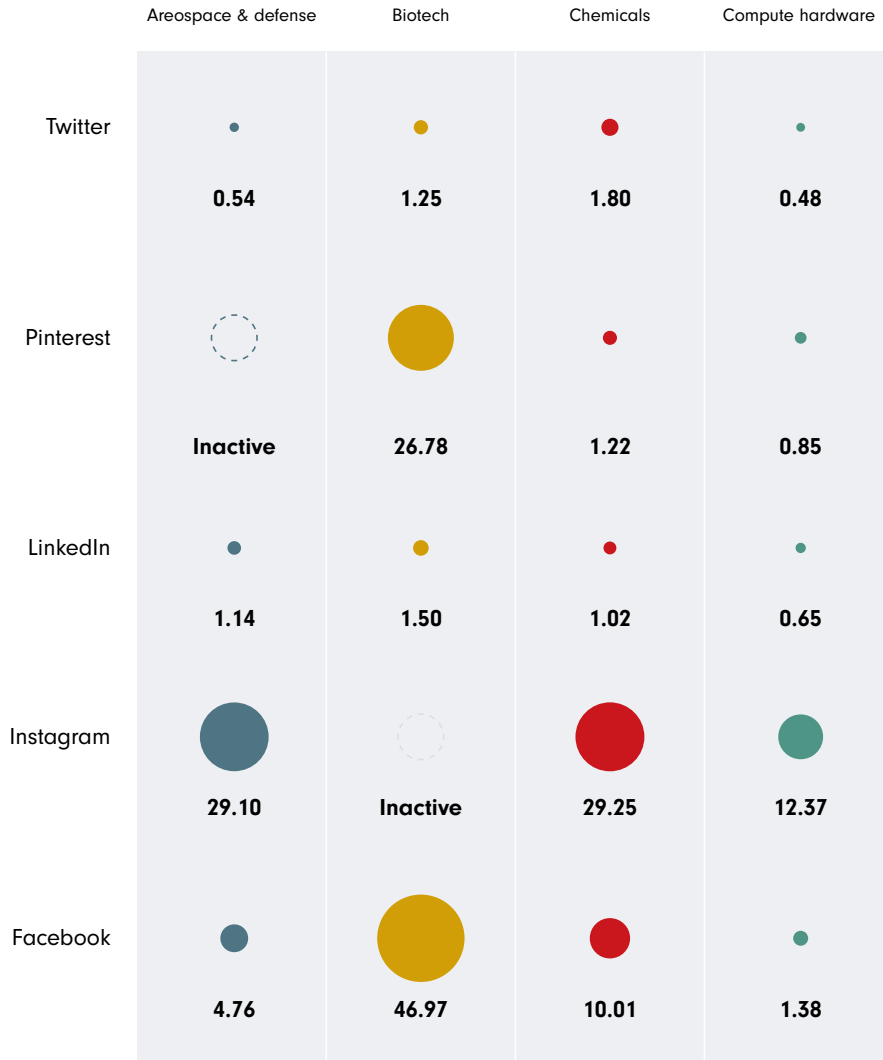 Areospace & defense Biotech Chemicals Compute hardware
Twitter
0.54 1.25 1.80 0.48
Pinterest
Inactive 26.78 1.22 0.85
LinkedIn
1.14 1.50 1.02 0.65
Instagram
29.10 Inactive 29.25 12.37
Facebook
4.76 46.97 10.01 1.38